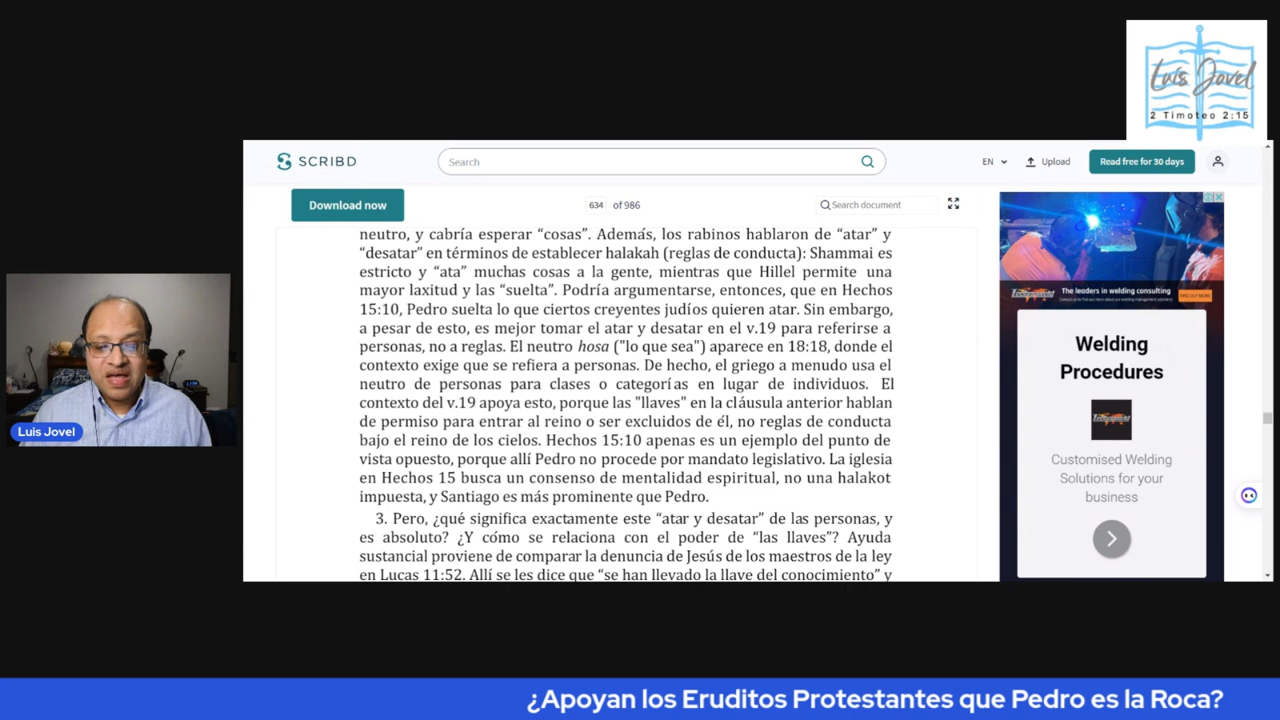 Luis Jovel
2 Timoteo 2:15
SCRIBD
Search
EN
Upload
Read free for 30 days
Download now
634 of 986
Search document
neutro, y cabría esperar “cosas”. Además, los rabinos hablaron de “atar” y
“desatar” en términos de establecer halakah (reglas de conducta): Shammai es
estricto y “ata” muchas cosas a la gente, mientras que Hillel permite una
mayor laxitud y las “suelta”. Podría argumentarse, entonces, que en Hechos
15:10, Pedro suelta lo que ciertos creyentes judíos quieren atar. Sin embargo,
a pesar de esto, es mejor tomar el atar y desatar en el v.19 para referirse a
personas, no a reglas. El neutro hosa ("lo que sea") aparece en 18:18, donde el
contexto exige que se refiera a personas. De hecho, el griego a menudo usa el
neutro de personas para clases o categorías en lugar de individuos. El
contexto del v.19 apoya esto, porque las "llaves" en la cláusula anterior hablan
de permiso para entrar al reino o ser excluidos de él, no reglas de conducta
bajo el reino de los cielos. Hechos 15:10 apenas es un ejemplo del punto de
vista opuesto, porque allí Pedro no procede por mandato legislativo. La iglesia
en Hechos 15 busca un consenso de mentalidad espiritual, no una halakot
impuesta, y Santiago es más prominente que Pedro.
3. Pero, ¿qué significa exactamente este “atar y desatar” de las personas, y
es absoluto? ¿Y cómo se relaciona con el poder de “las llaves”? Ayuda
sustancial proviene de comparar la denuncia de Jesús de los maestros de la ley
en Lucas 11:52. Allí se les dice que “se han llevado la llave del conocimiento” y
The leaders in welding consulting
FIND OUT MORE
Welding
Procedures
Customised Welding
Solutions for your
business
Luis Jovel
¿Apoyan los Eruditos Protestantes que Pedro es la Roca?